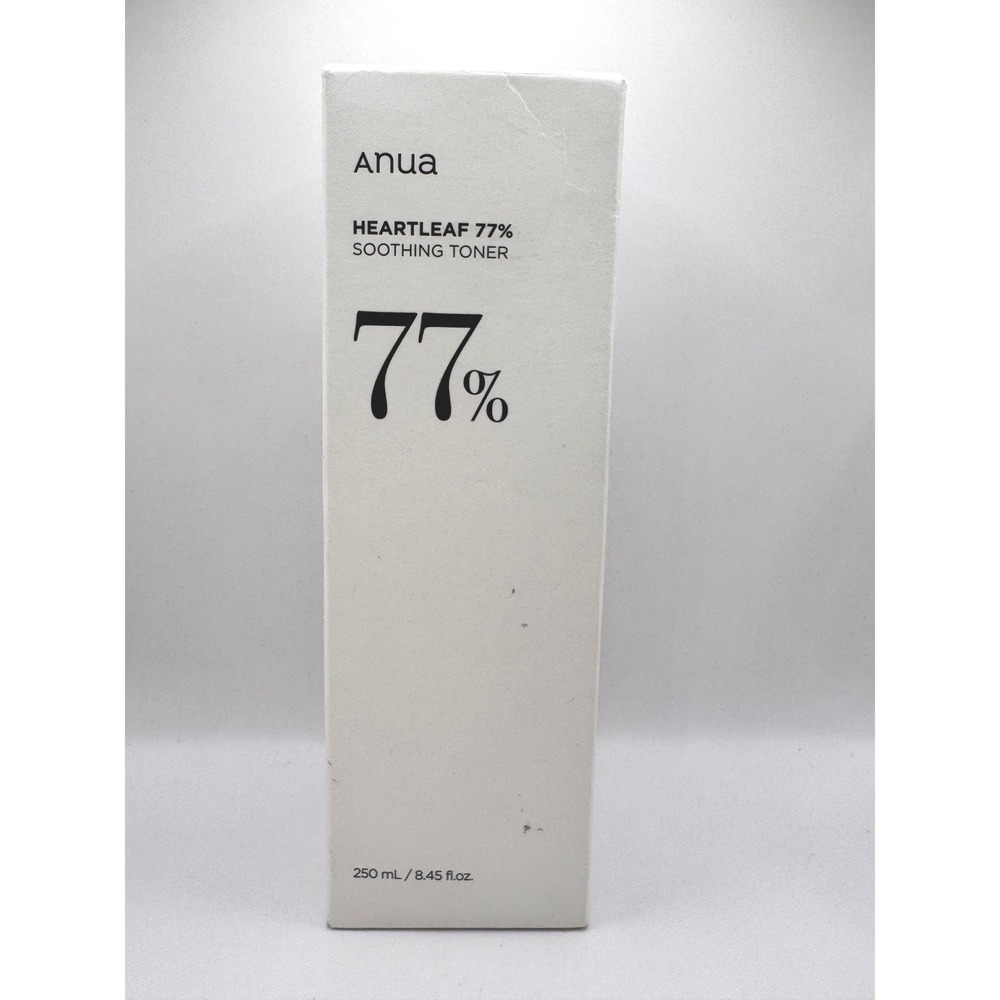 Anua
HEARTLEAF 77%
SOOTHING TONER
77%
250 mL / 8.45 fl.oz.